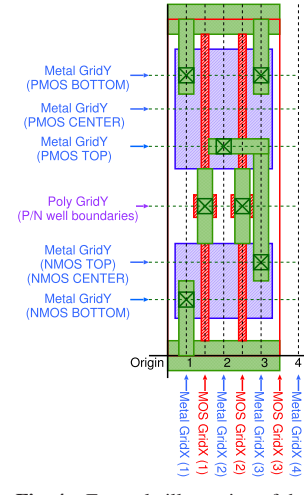 Metal GridY
(PMOS BOTTOM)
Metal GridY
(PMOS CENTER)
Metal GridY
(PMOS TOP)
Poly GridY
(P/N well boundaries)
Metal GridY
(NMOS TOP)
(NMOS CENTER)
Metal GridY
(NMOS BOTTOM)
Origin 1 2 3 4
Metal GridX (1)
MOS GridX (1)
Metal GridX (2)
MOS GridX (2)
Metal GridX (3)
MOS GridX (3)
Metal GridX (4)